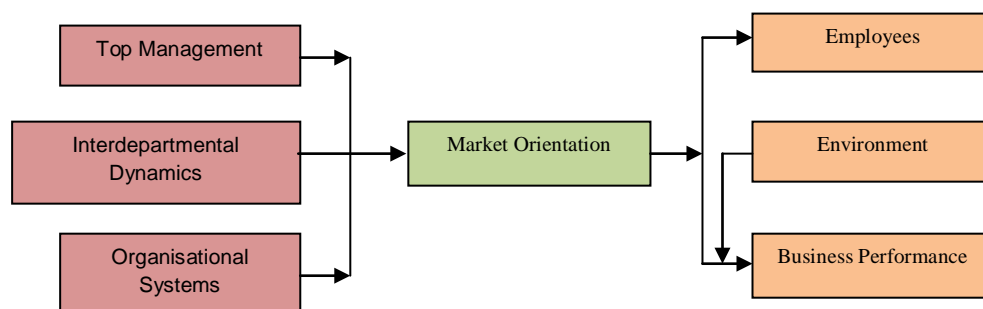 Top Management
Interdepartmental
Dynamics
Organisational
Systems
Market Orientation
Employees
Environment
Business Performance